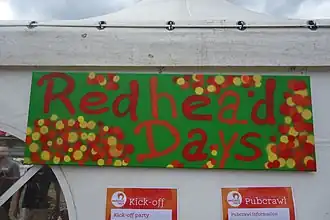 Redhead
Days
Kick-off
Pubcrawl
Kick-off party
Pubcrawl Information